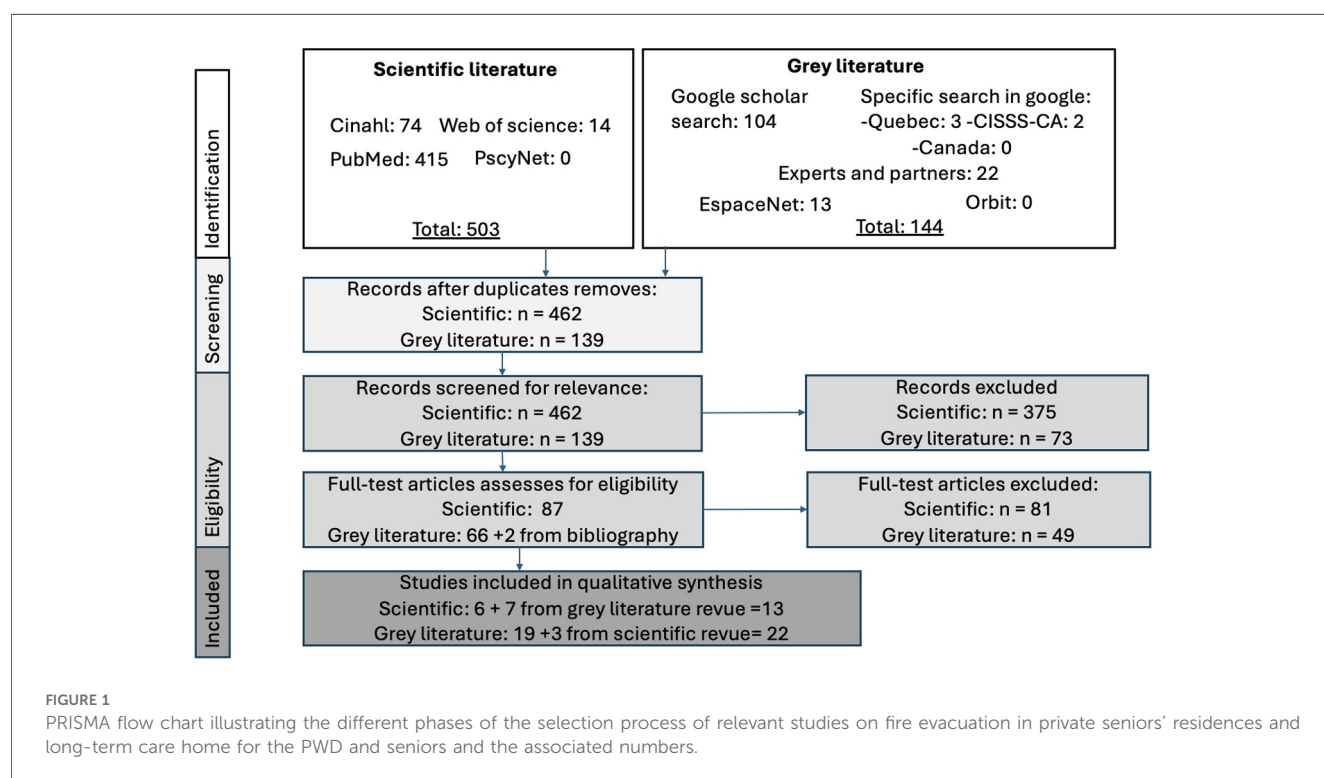 Identification
Screening
Eligibility
Included
Scientific literature
Cinahl: 74 Web of science: 14
PubMed: 415 PscyNet: 0
Total: 503
Grey literature
Google scholar
search: 104
Specific search in google:
-Quebec: 3 -CISSS-CA: 2
-Canada: 0
Experts and partners: 22
EspaceNet: 13 Orbit: 0
Total: 144
Records after duplicates removes:
Scientific: n = 462
Grey literature: n = 139
Records screened for relevance:
Scientific: n = 462
Grey literature: n = 139
Records excluded
Scientific: n = 375
Grey literature: n = 73
Full-test articles assesses for eligibility
Scientific: 87
Grey literature: 66 +2 from bibliography
Full-test articles excluded:
Scientific: n = 81
Grey literature: n = 49
Studies included in qualitative synthesis
Scientific: 6 + 7 from grey literature revue =13
Grey literature: 19 +3 from scientific revue= 22
FIGURE 1
PRISMA flow chart illustrating the different phases of the selection process of relevant studies on fire evacuation in private seniors' residences and
long-term care home for the PWD and seniors and the associated numbers.